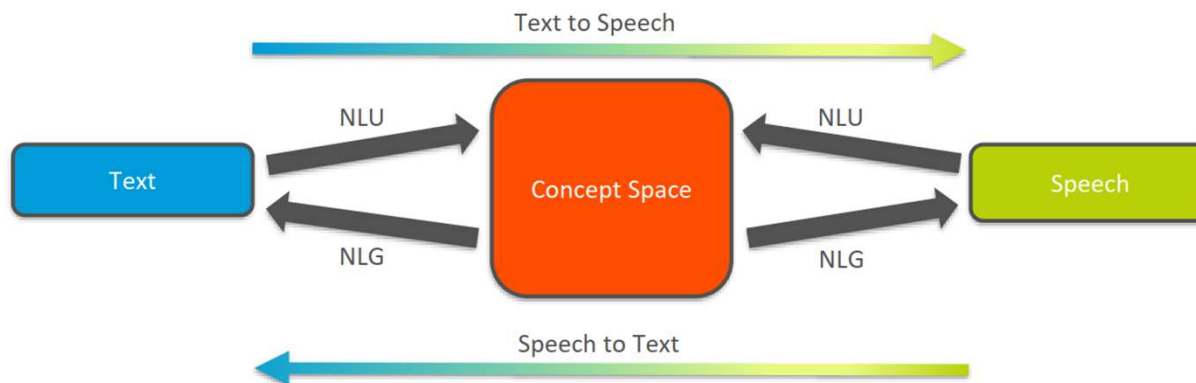 Text to Speech
NLU
NLU
Text
Concept Space
Speech
NLG
NLG
Speech to Text